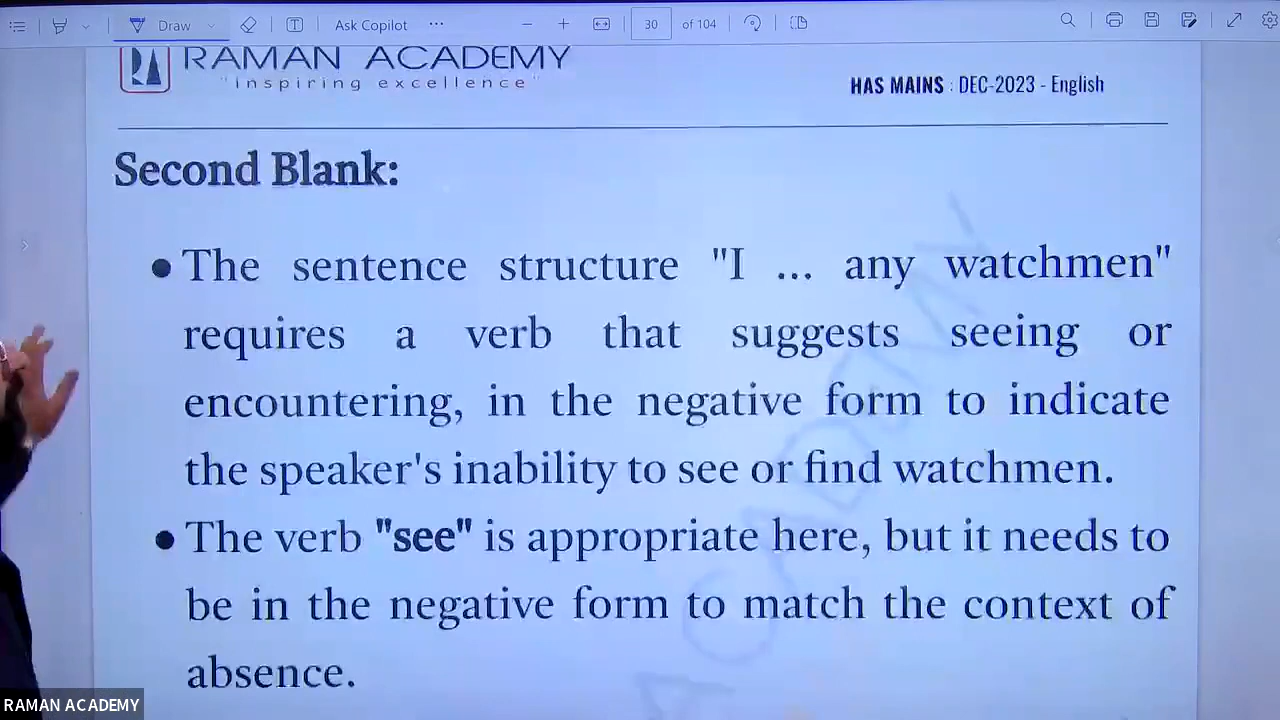 Draw
Ask Copilot
30 of 104
RAMAN ACADEMY
"inspiring excellence"
HAS MAINS : DEC-2023 - English
Second Blank:
• The sentence structure "I ... any watchmen"
requires a verb that suggests seeing or
encountering, in the negative form to indicate
the speaker's inability to see or find watchmen.
• The verb "see" is appropriate here, but it needs to
be in the negative form to match the context of
absence.
ACADEMY
RAMAN ACADEMY